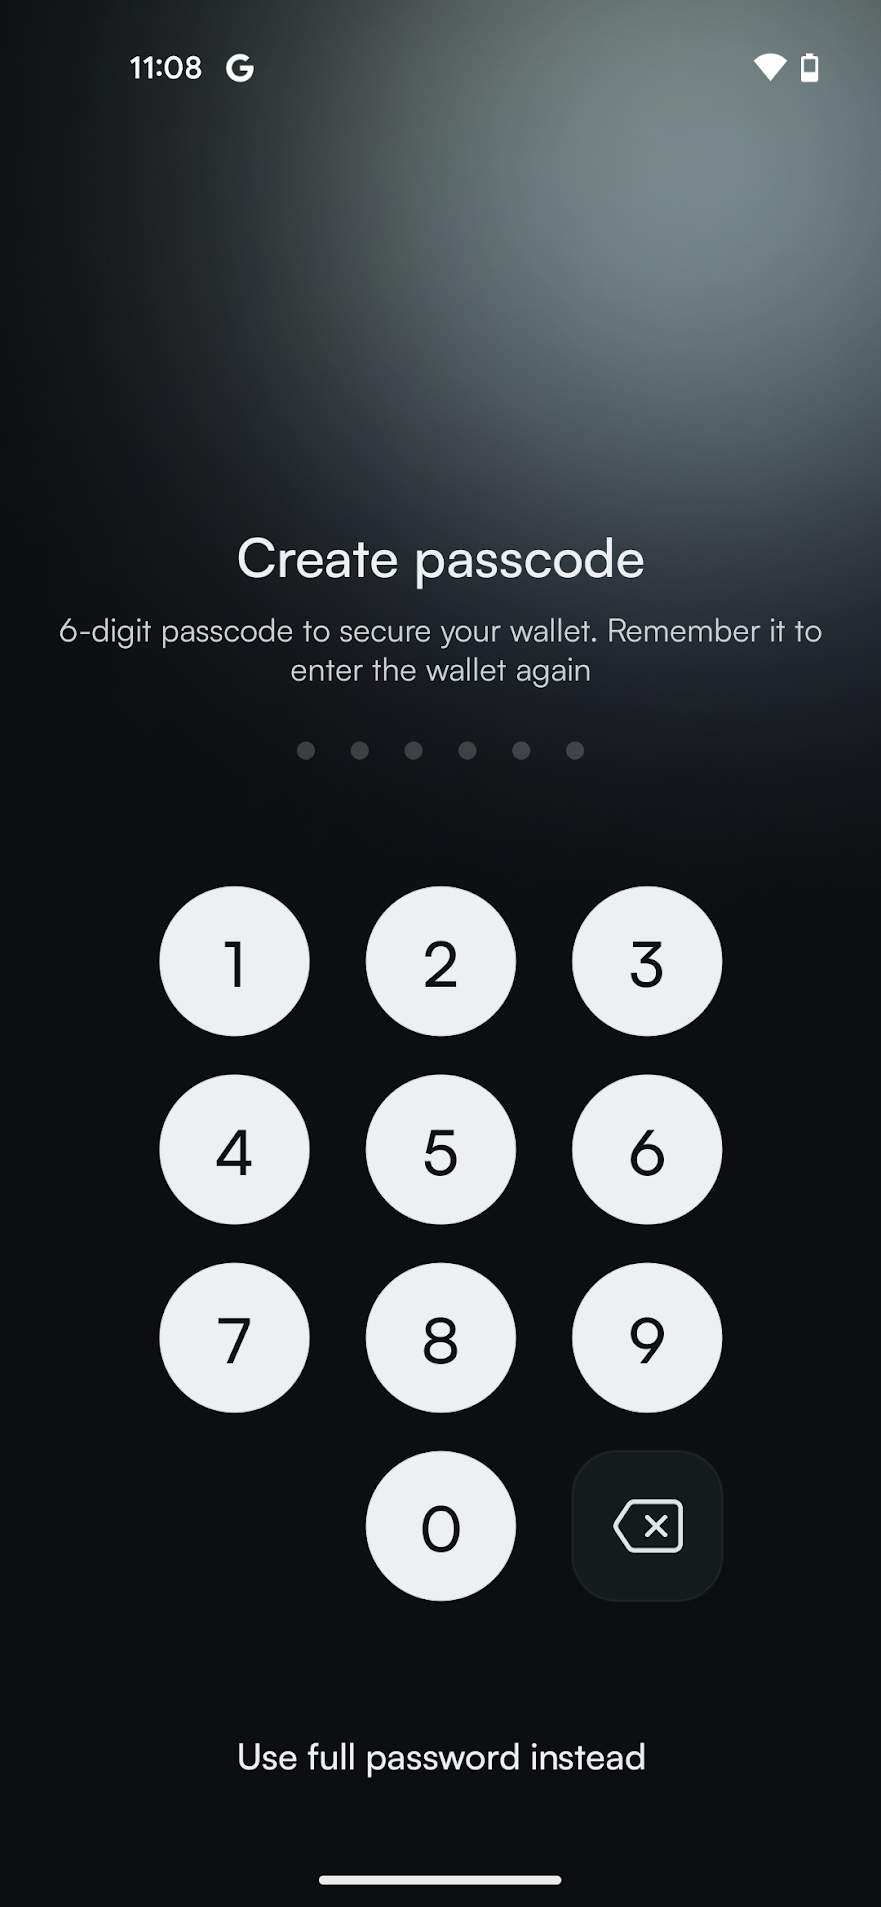 11:08 G
Create passcode
6-digit passcode to secure your wallet. Remember it to
enter the wallet again
1 2 3
4 5 6
7 8 9
0
Use full password instead